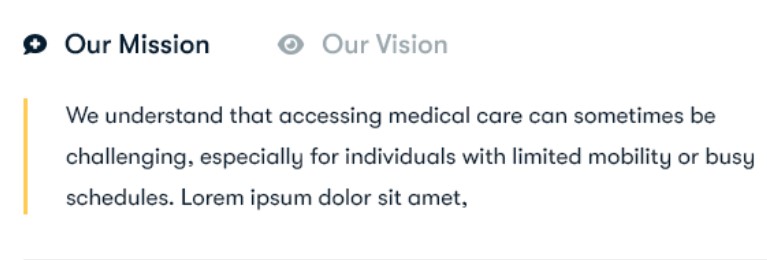 Our Mission Our Vision
We understand that accessing medical care can sometimes be
challenging, especially for individuals with limited mobility or busy
schedules. Lorem ipsum dolor sit amet,